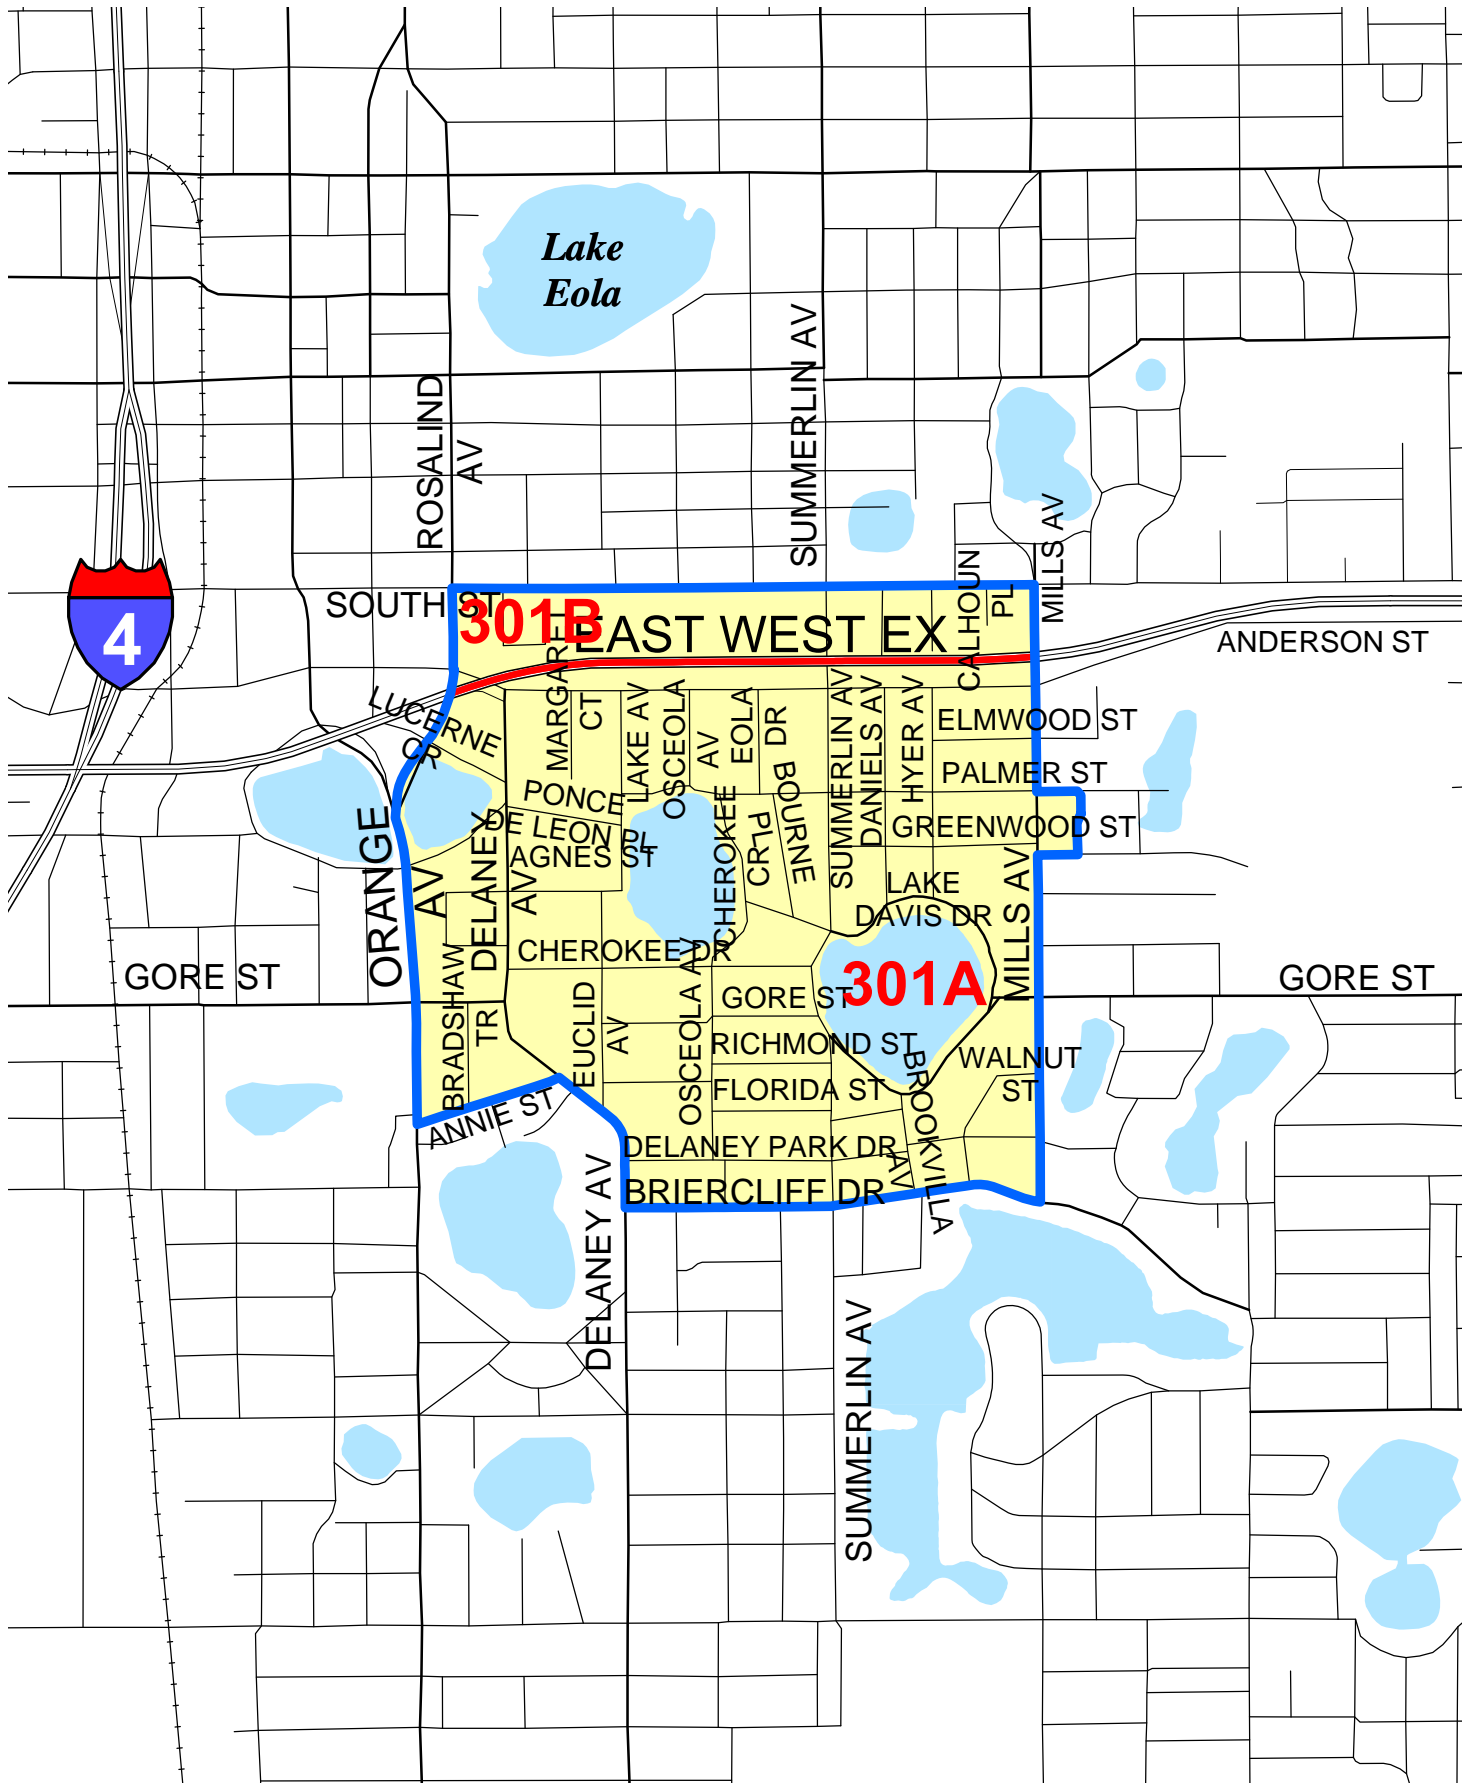 Lake
Eola
SUMMERLIN AV
ROSALIND
AV
MILLS AV
4
SOUTH ST
301B
EAST WEST EX
CALHOUN
PL
ANDERSON ST
LUCERNE
CR
MARGARET
CT
LAKE AV
OSCEOLA
AV
EOLA
DR
SUMMERLIN AV
DANIELS AV
HYER AV
ELMWOOD ST
PALMER ST
PONCE
DE LEON PL
AGNES ST
CHEROKEE
CR
PL
BOURNE
GREENWOOD ST
ORANGE
AV
DELANEY
AV
LAKE
DAVIS DR
MILLS AV
CHEROKEE DR
GORE ST
BRADSHAW
TR
EUCLID
AV
OSCEOLA AV
GORE ST
301A
GORE ST
RICHMOND ST
WALNUT
ST
FLORIDA ST
BROOKVILLA
AV
ANNIE ST
DELANEY PARK DR
BRIERCLIFF DR
DELANEY AV
SUMMERLIN AV